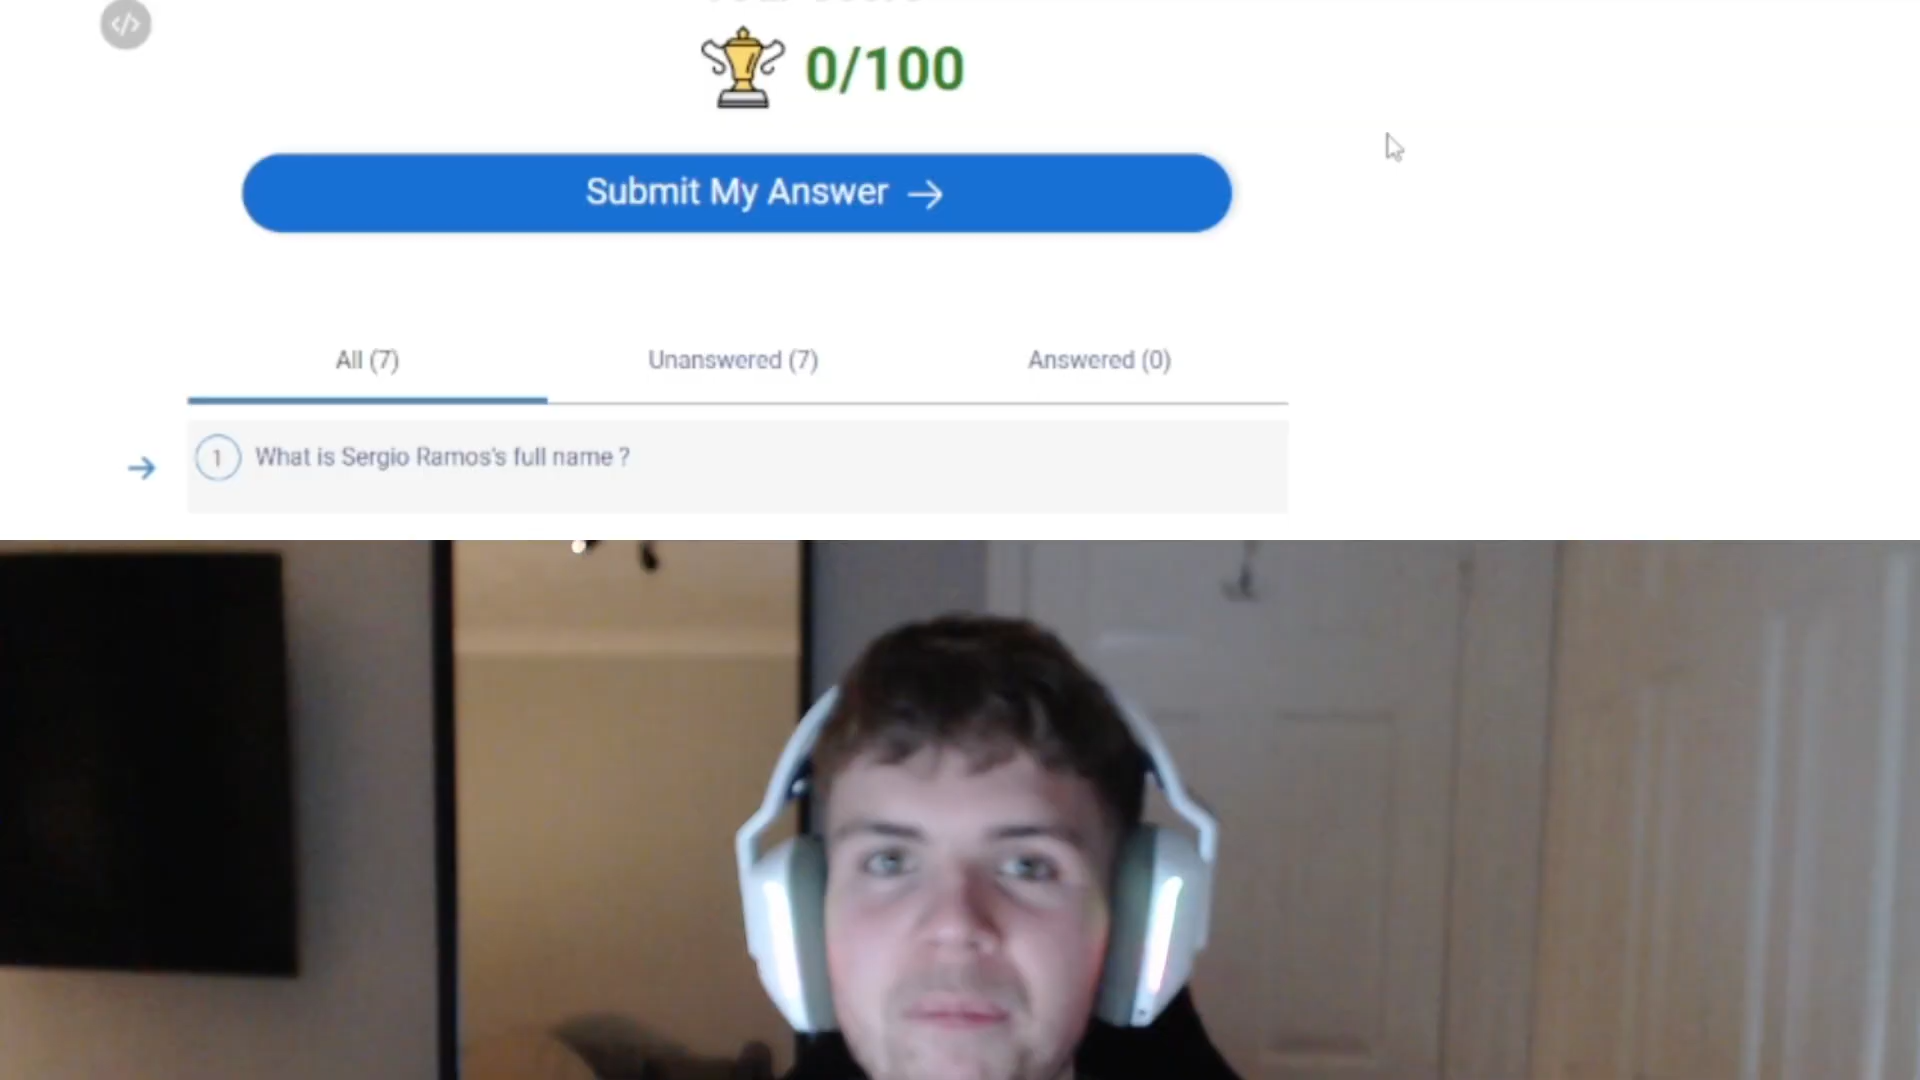 0/100
Submit My Answer →
All (7)
Unanswered (7)
Answered (0)
1 What is Sergio Ramos's full name ?